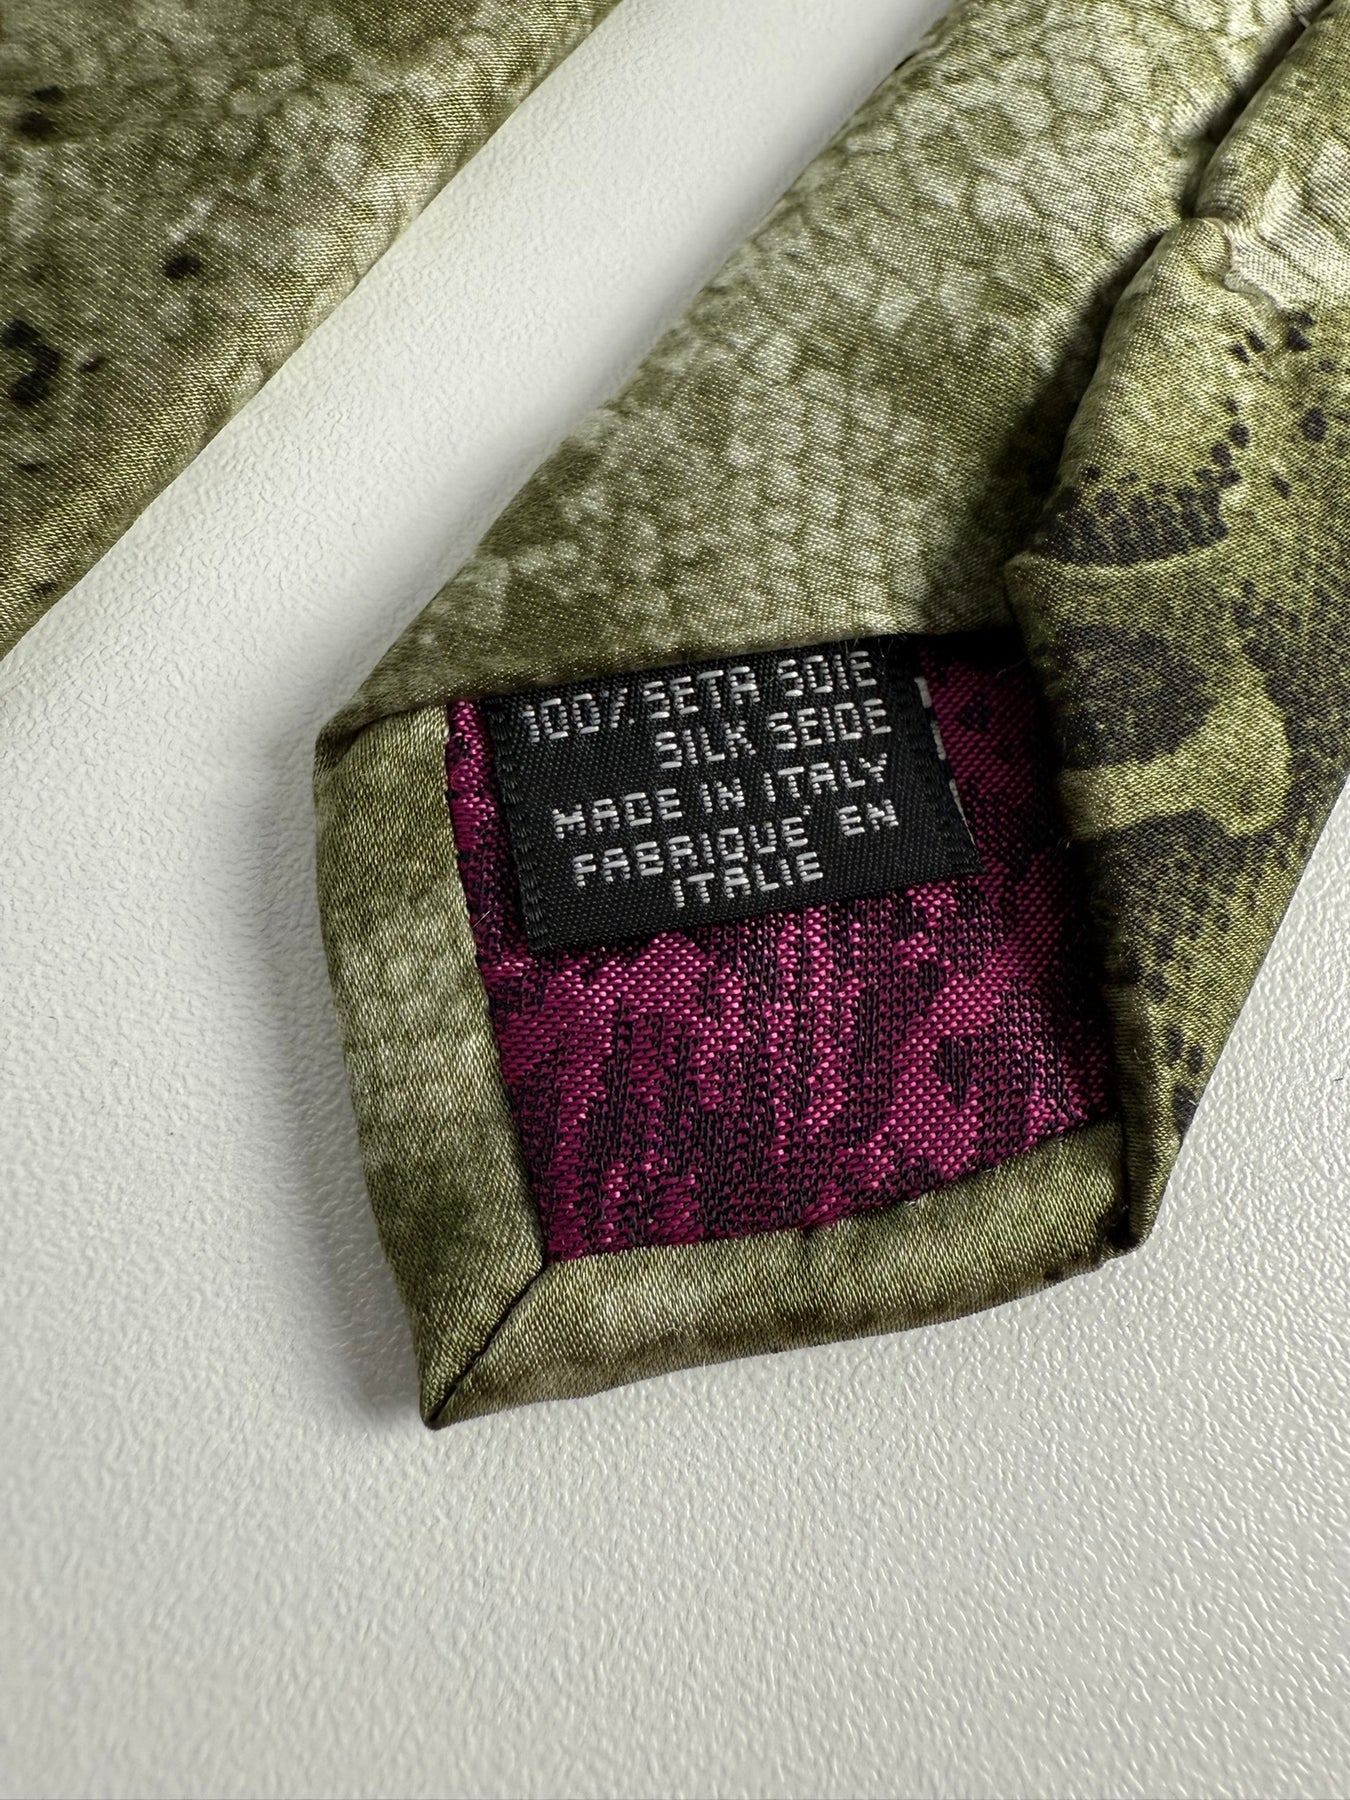 100% SETA SOIE
SILK SEIDE
MADE IN ITALY
FABRIQUE' EN
ITALIE